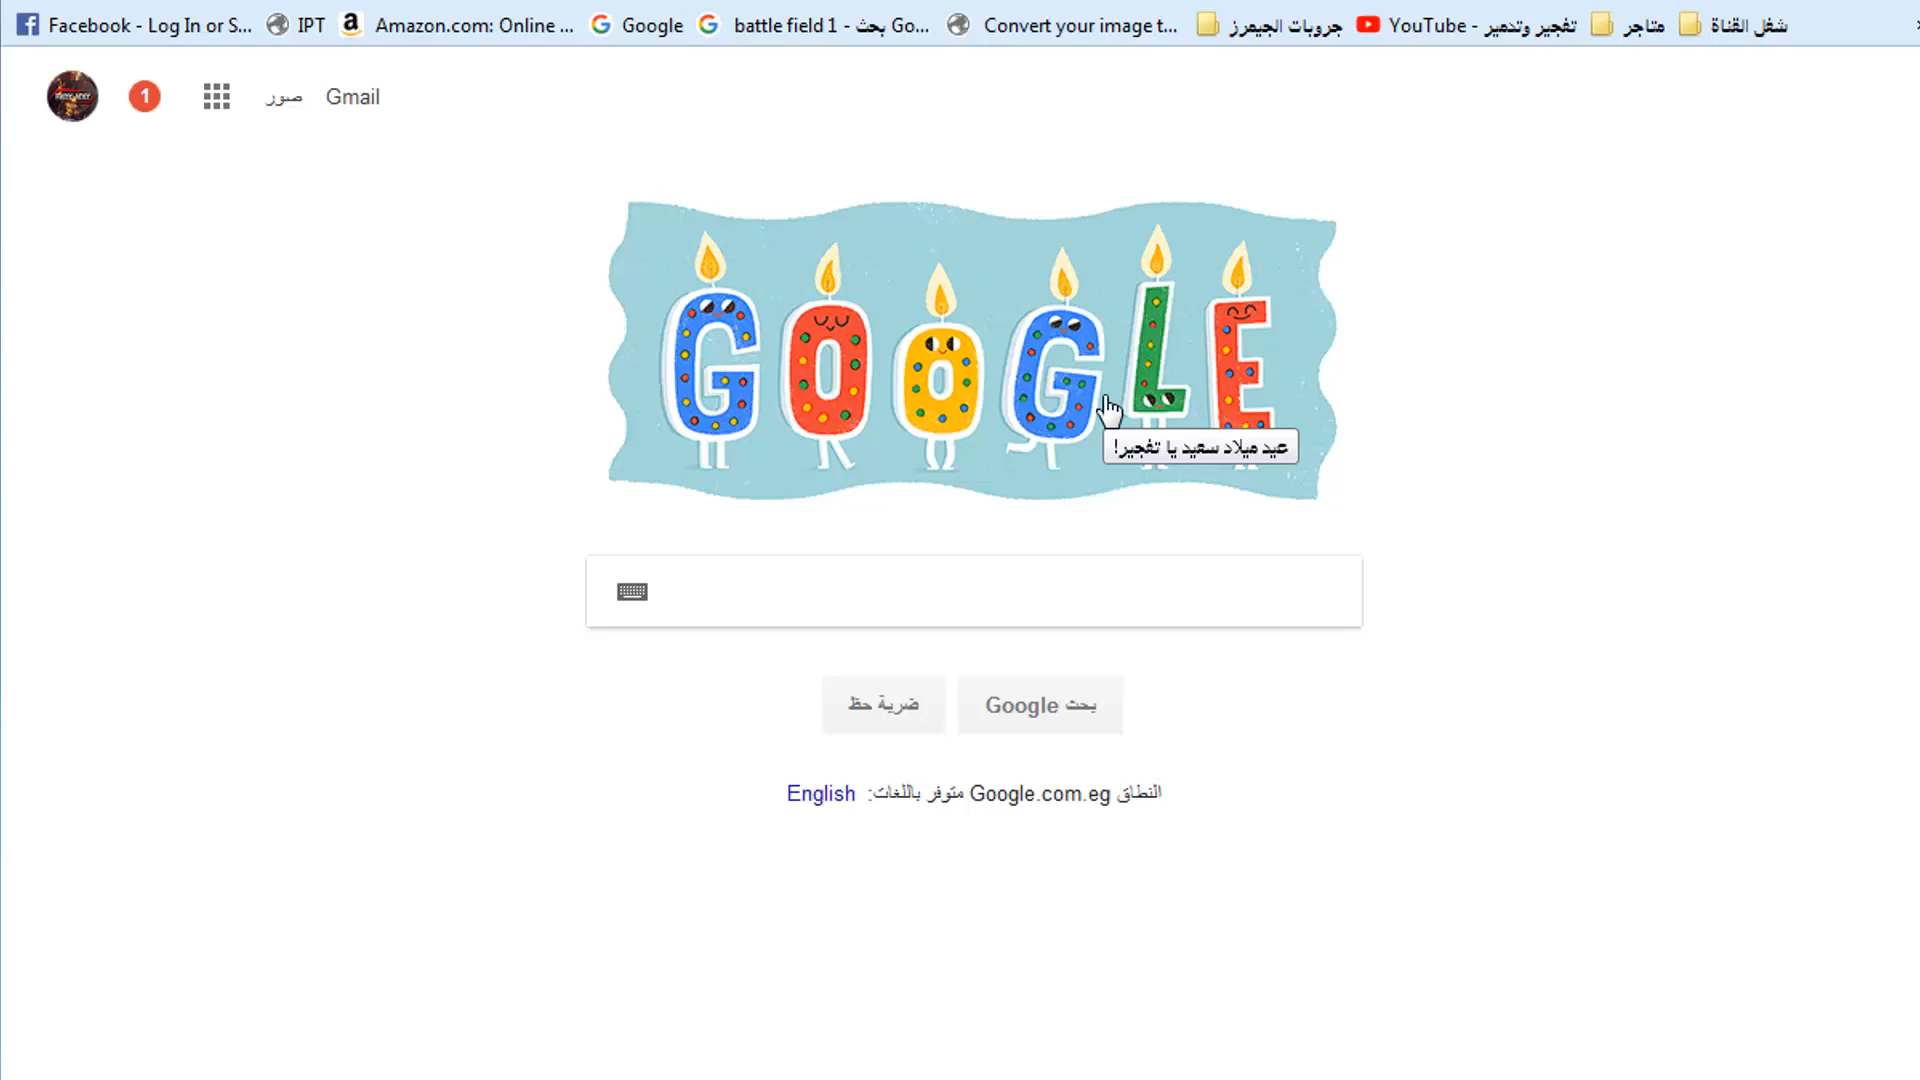 Facebook - Log In or S...
IPT
Amazon.com: Online ...
Google
battle field 1 - بحث Go...
Convert your image t...
جروبات الجيمرز
YouTube - تفجير وتدمير
متاجر
شغل القناة
1
صور
Gmail
GOOGLE
عيد ميلاد سعيد يا تفجير!
بحث Google
ضربة حظ
النطاق Google.com.eg متوفر باللغات: English